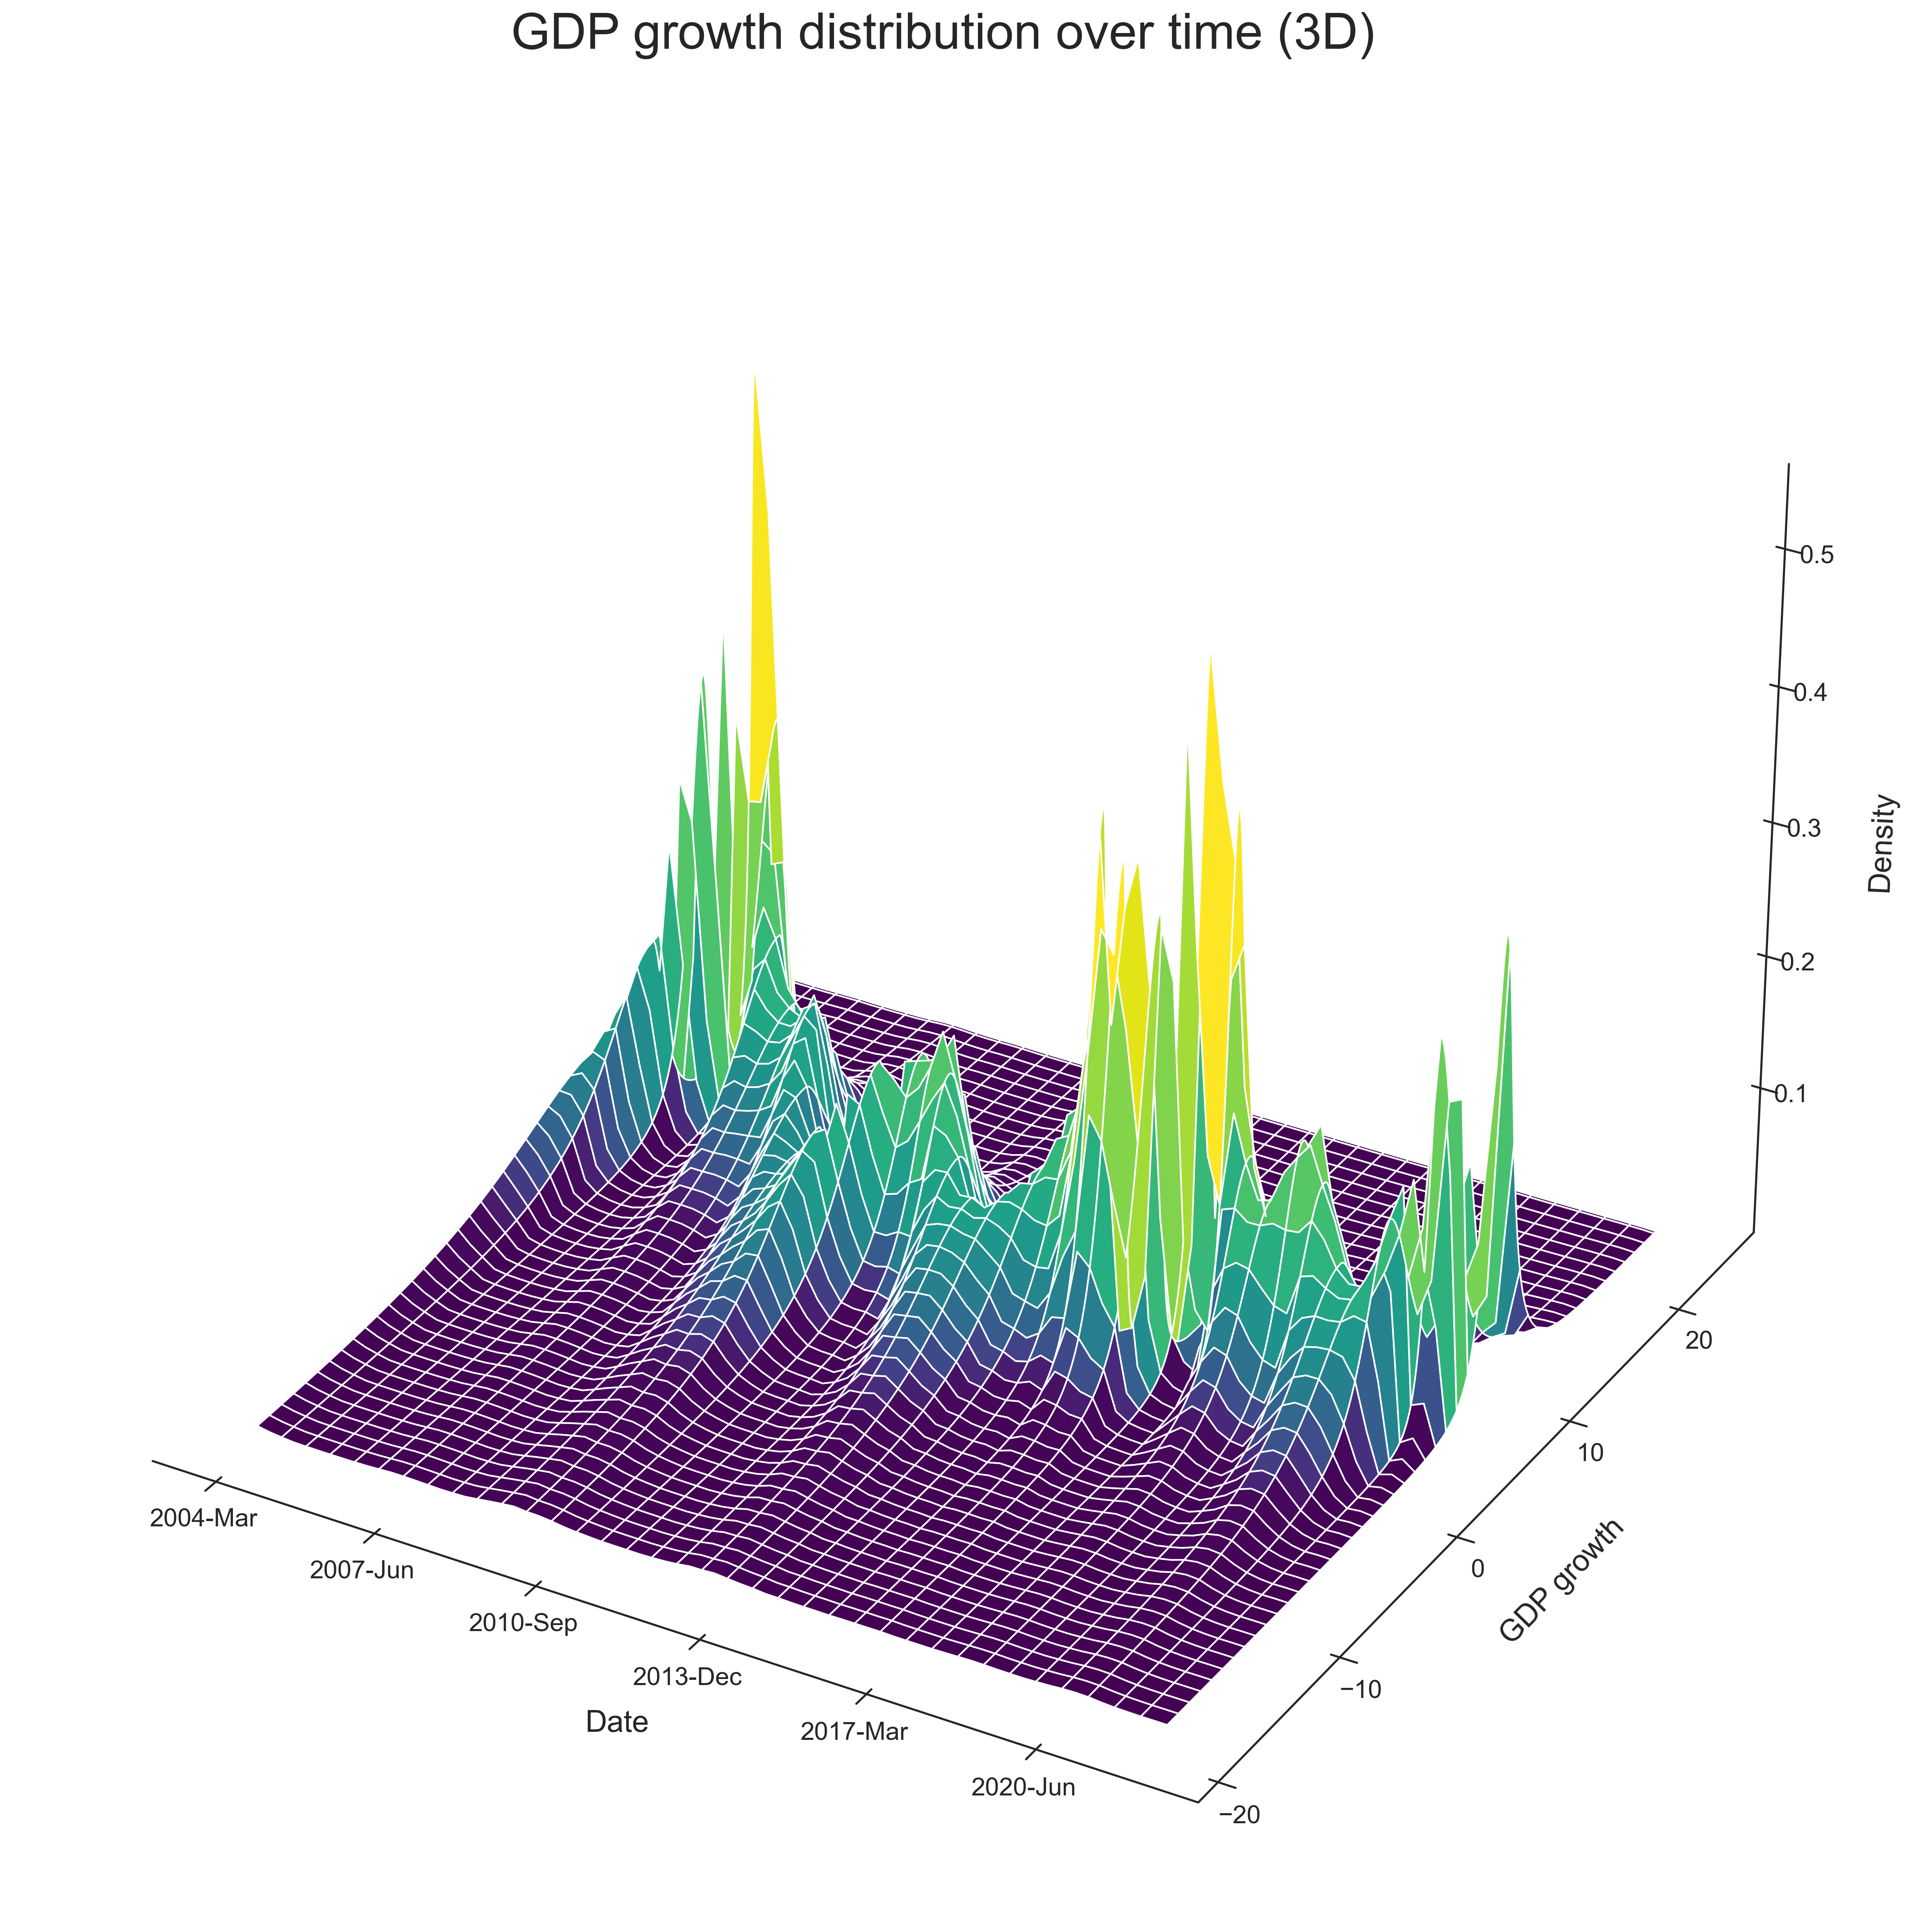 GDP growth distribution over time (3D)
0.5
0.4
0.3
0.2
0.1
Density
20
10
0
−10
−20
GDP growth
2004-Mar
2007-Jun
2010-Sep
2013-Dec
2017-Mar
2020-Jun
Date